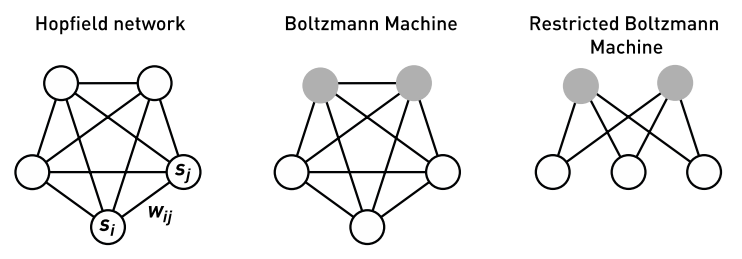 Hopfield network
Boltzmann Machine
Restricted Boltzmann
Machine
sj
wij
si